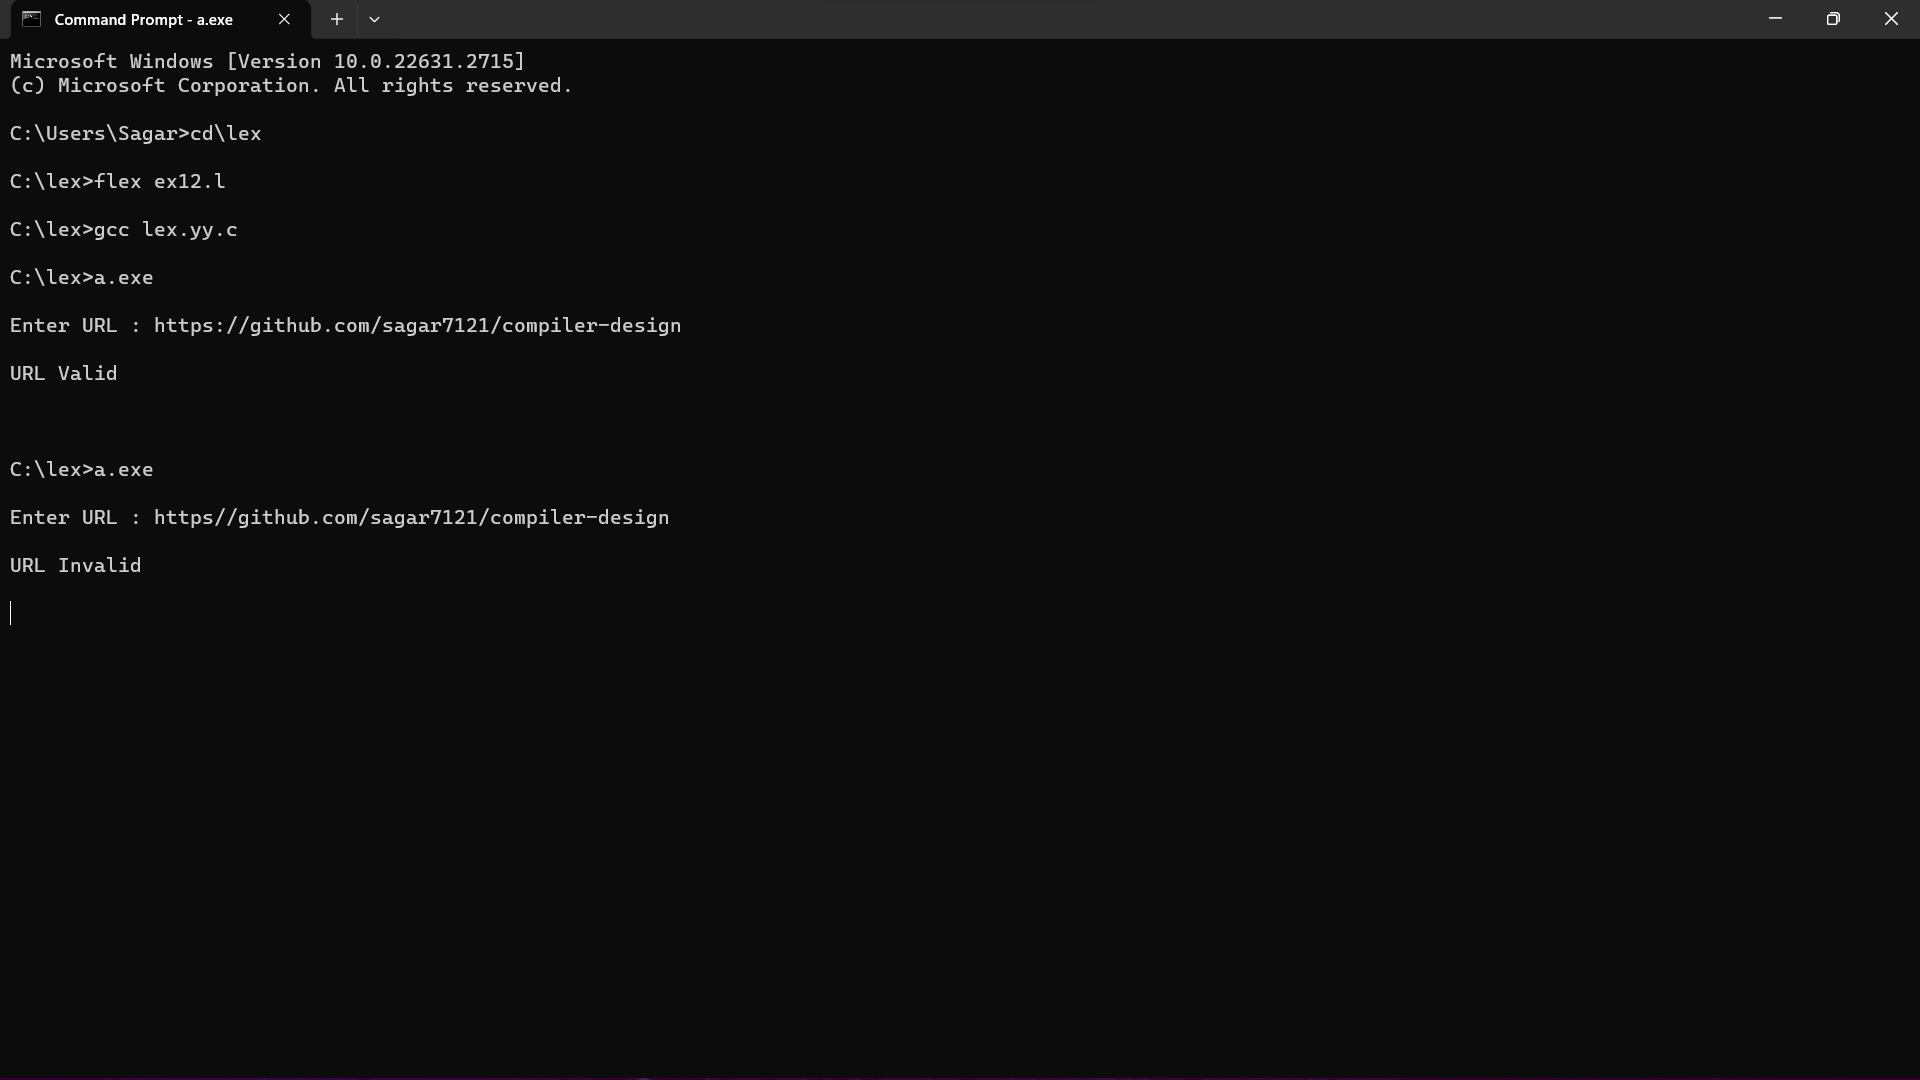 Command Prompt - a.exe
Microsoft Windows [Version 10.0.22631.2715]
(c) Microsoft Corporation. All rights reserved.
C:\Users\Sagar>cd\lex
C:\lex>flex ex12.l
C:\lex>gcc lex.yy.c
C:\lex>a.exe
Enter URL : https://github.com/sagar7121/compiler-design
URL Valid
C:\lex>a.exe
Enter URL : https//github.com/sagar7121/compiler-design
URL Invalid